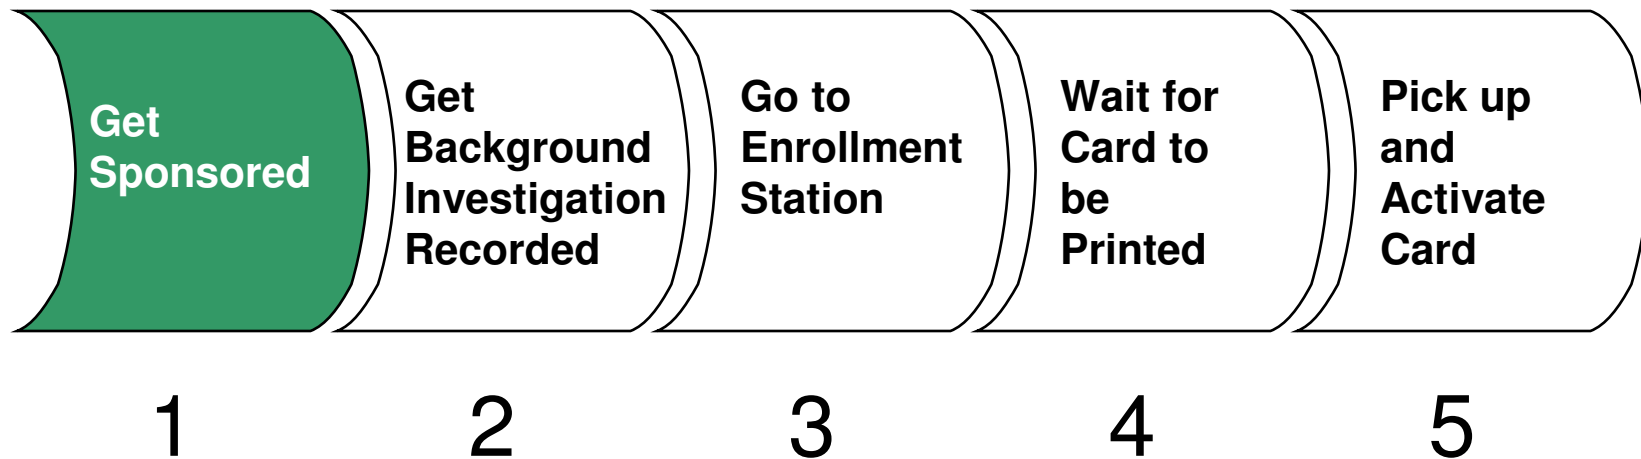 Get
Sponsored
Get
Background
Investigation
Recorded
Go to
Enrollment
Station
Wait for
Card to
be
Printed
Pick up
and
Activate
Card
1
2
3
4
5